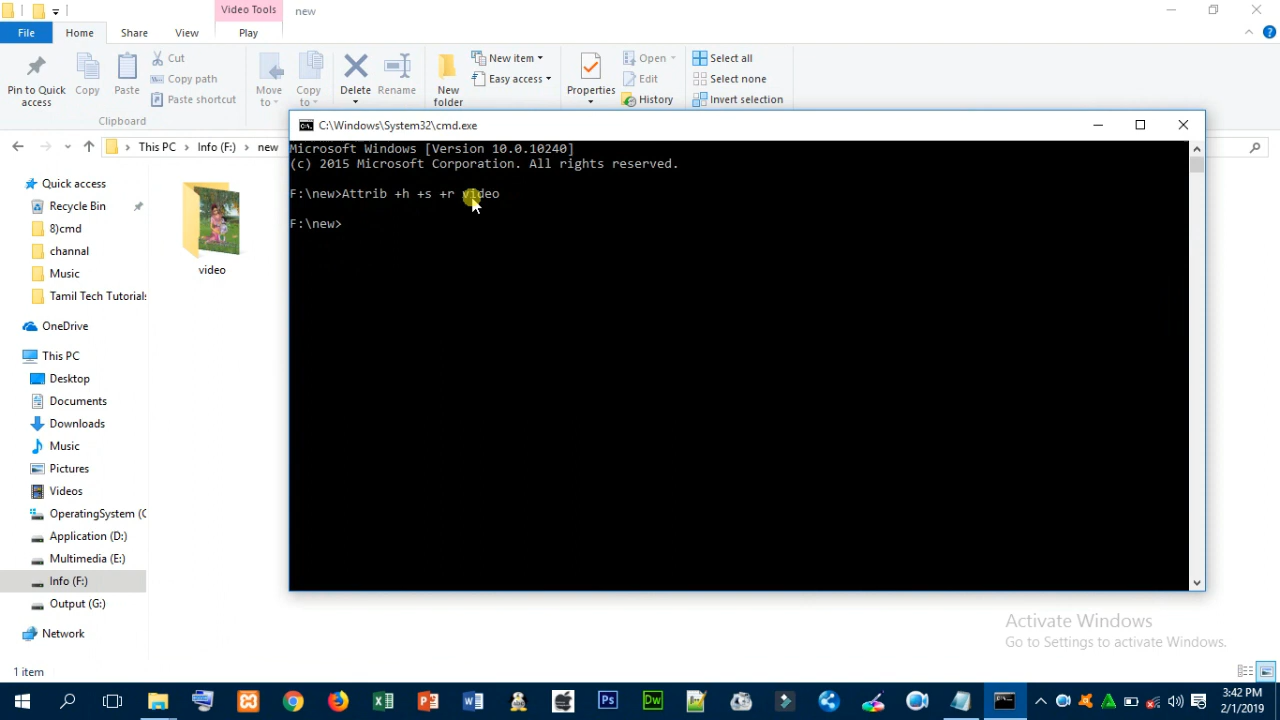 Video Tools
new
File
Home
Share
View
Play
Pin to Quick access
Copy
Paste
Cut
Copy path
Paste shortcut
Move to
Copy to
Delete
Rename
New folder
New item
Easy access
Properties
Open
Edit
History
Select all
Select none
Invert selection
Clipboard
This PC
Info (F:)
new
C:\Windows\System32\cmd.exe
Microsoft Windows [Version 10.0.10240]
(c) 2015 Microsoft Corporation. All rights reserved.
F:\new>Attrib +h +s +r video
F:\new>
Quick access
Recycle Bin
8)cmd
channal
Music
Tamil Tech Tutorials
OneDrive
This PC
Desktop
Documents
Downloads
Music
Pictures
Videos
OperatingSystem (C
Application (D:)
Multimedia (E:)
Info (F:)
Output (G:)
Network
video
Activate Windows
Go to Settings to activate Windows.
1 item
3:42 PM
2/1/2019